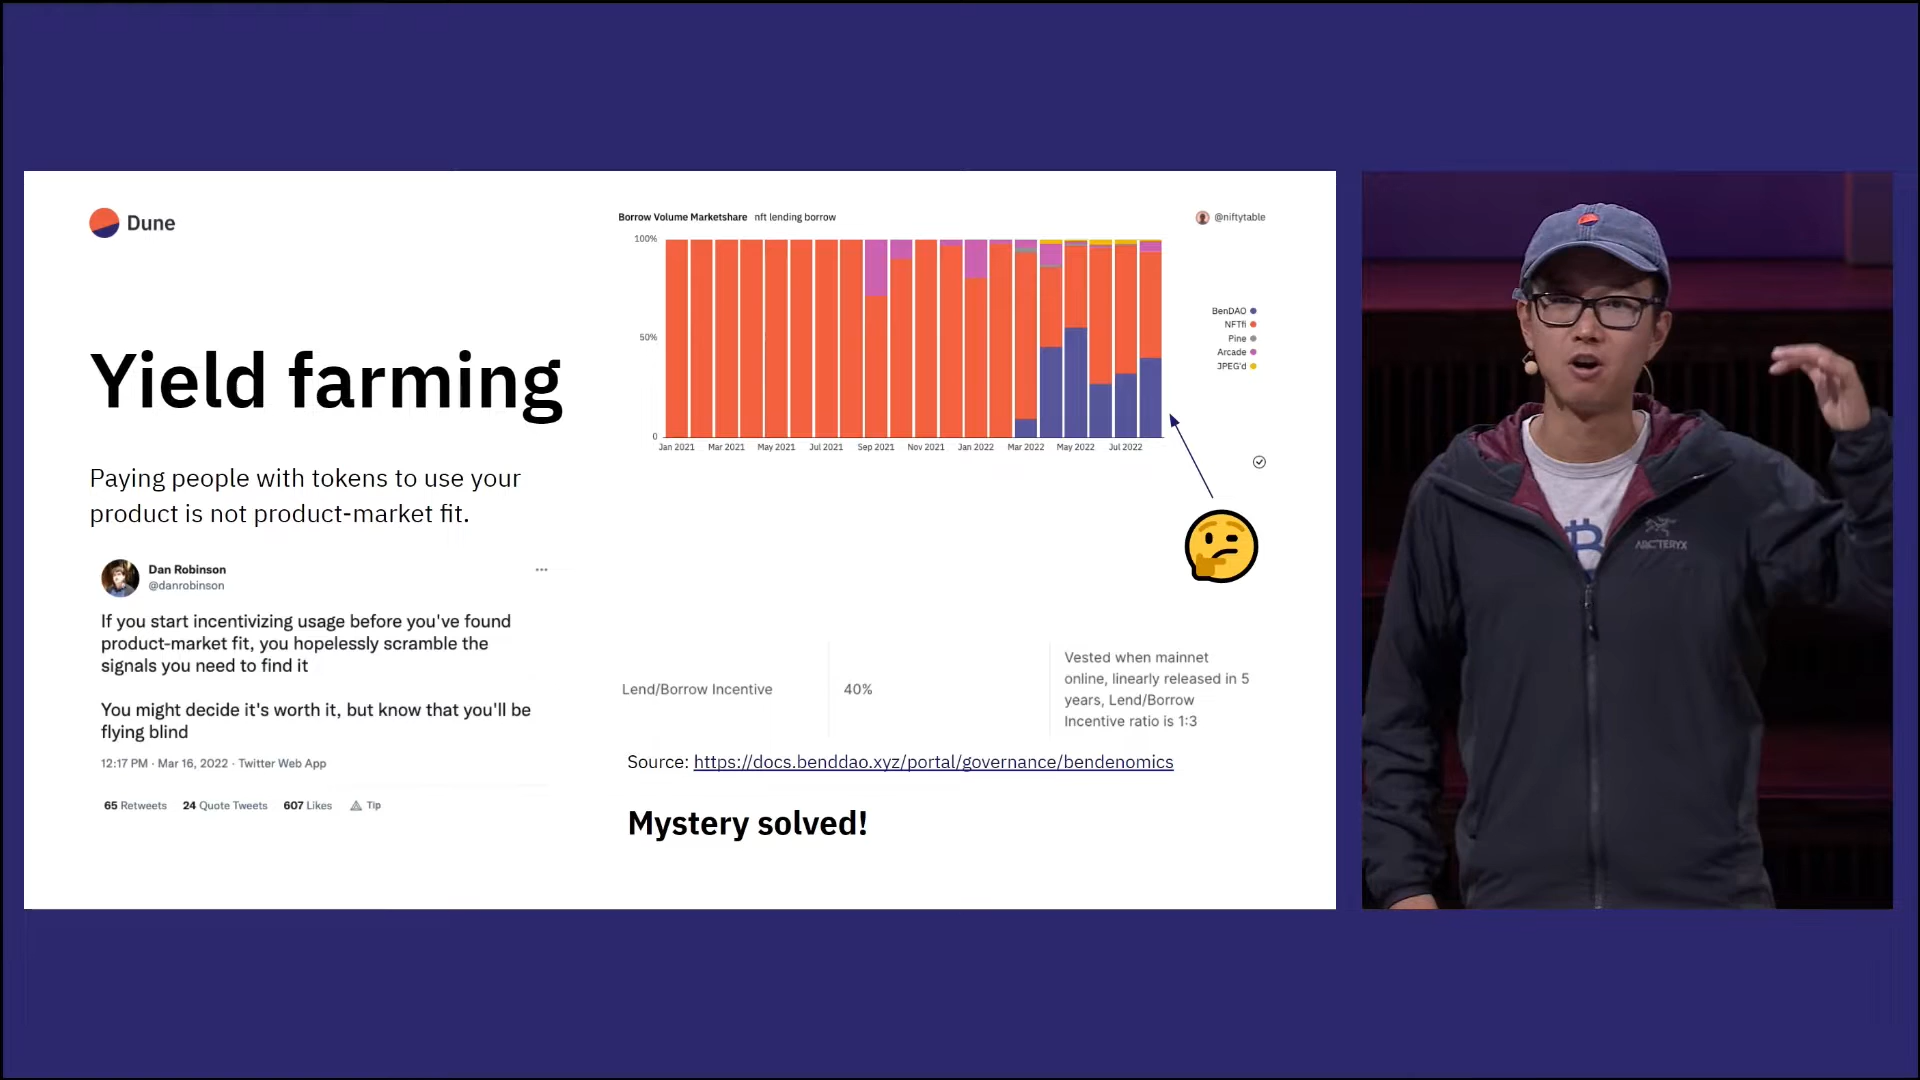 Dune
Yield farming
Paying people with tokens to use your
product is not product-market fit.
Dan Robinson
@danrobinson
If you start incentivizing usage before you've found
product-market fit, you hopelessly scramble the
signals you need to find it
You might decide it's worth it, but know that you'll be
flying blind
12:17 PM · Mar 16, 2022 · Twitter Web App
65 Retweets 24 Quote Tweets 607 Likes Tip
Borrow Volume Marketshare nft lending borrow
@niftytable
100%
50%
0
Jan 2021 Mar 2021 May 2021 Jul 2021 Sep 2021 Nov 2021 Jan 2022 Mar 2022 May 2022 Jul 2022
BenDAO
NFTfi
Pine
Arcade
JPEG'd
Lend/Borrow Incentive
40%
Vested when mainnet
online, linearly released in 5
years, Lend/Borrow
Incentive ratio is 1:3
Source: https://docs.benddao.xyz/portal/governance/bendenomics
Mystery solved!
ARC'TERYX